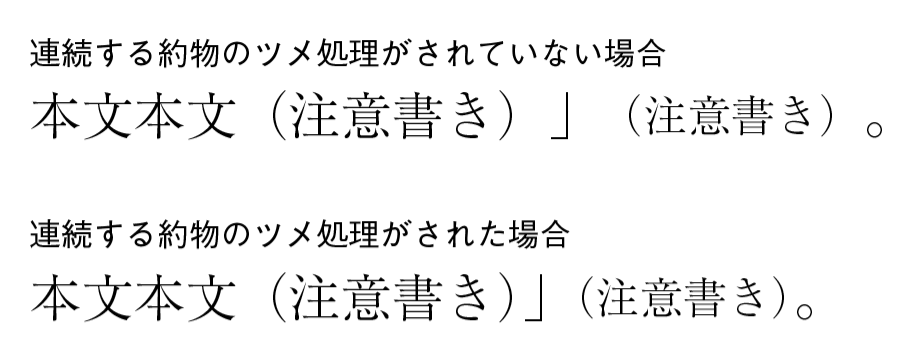 連続する約物のツメ処理がされていない場合
本文本文（注意書き）」（注意書き）。
連続する約物のツメ処理がされた場合
本文本文（注意書き）」（注意書き）。